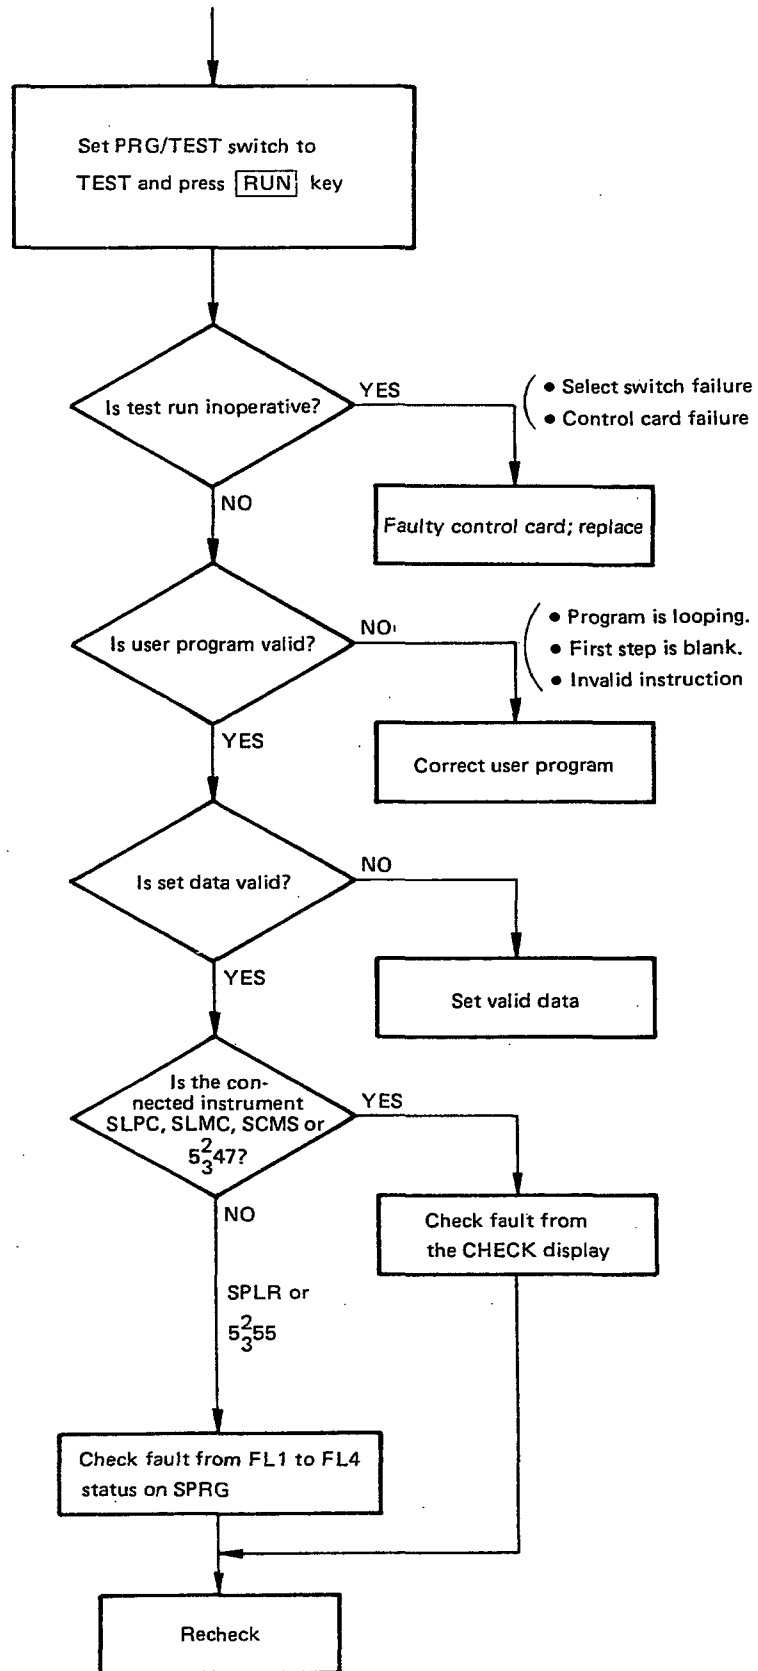 Set PRG/TEST switch to
TEST and press RUN key
Is test run inoperative?
YES
● Select switch failure
● Control card failure
NO
Faulty control card; replace
Is user program valid?
NO
● Program is looping.
● First step is blank.
● Invalid instruction
YES
Correct user program
Is set data valid?
NO
YES
Set valid data
Is the con-
nected instrument
SLPC, SLMC, SCMS or
5²₃47?
YES
NO
Check fault from
the CHECK display
SPLR or
5²₃55
Check fault from FL1 to FL4
status on SPRG
Recheck